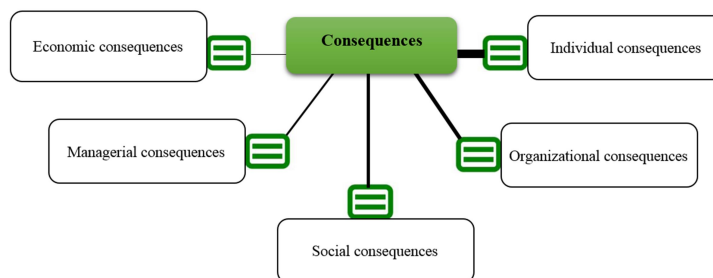 Consequences
Economic consequences
Individual consequences
Managerial consequences
Organizational consequences
Social consequences